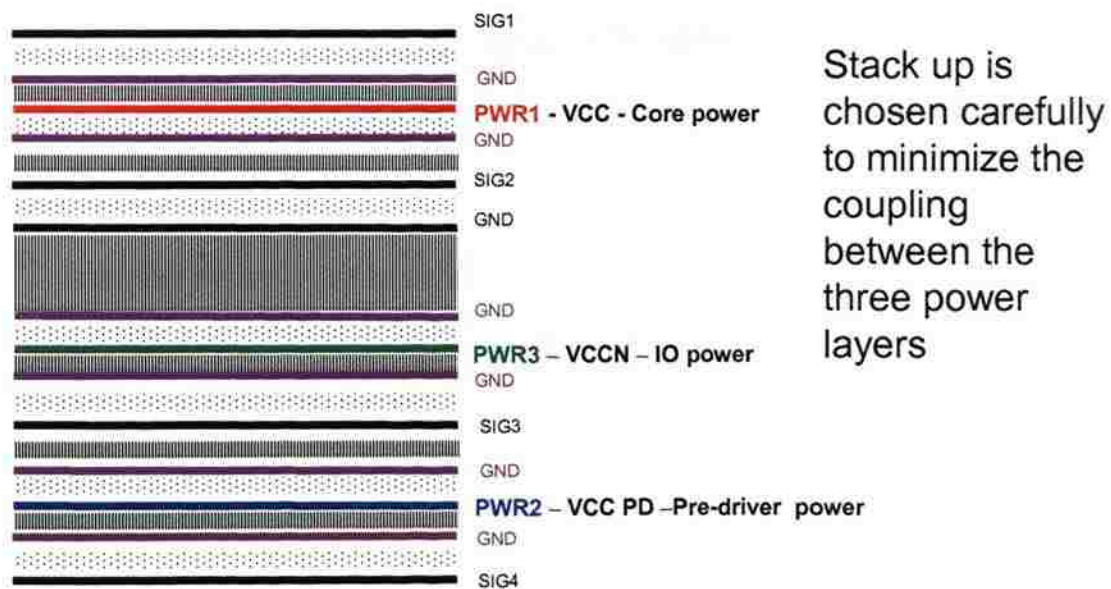 SIG1
GND
PWR1 - VCC - Core power
GND
SIG2
GND
GND
PWR3 – VCCN – IO power
GND
SIG3
GND
PWR2 – VCC PD –Pre-driver power
GND
SIG4
Stack up is
chosen carefully
to minimize the
coupling
between the
three power
layers